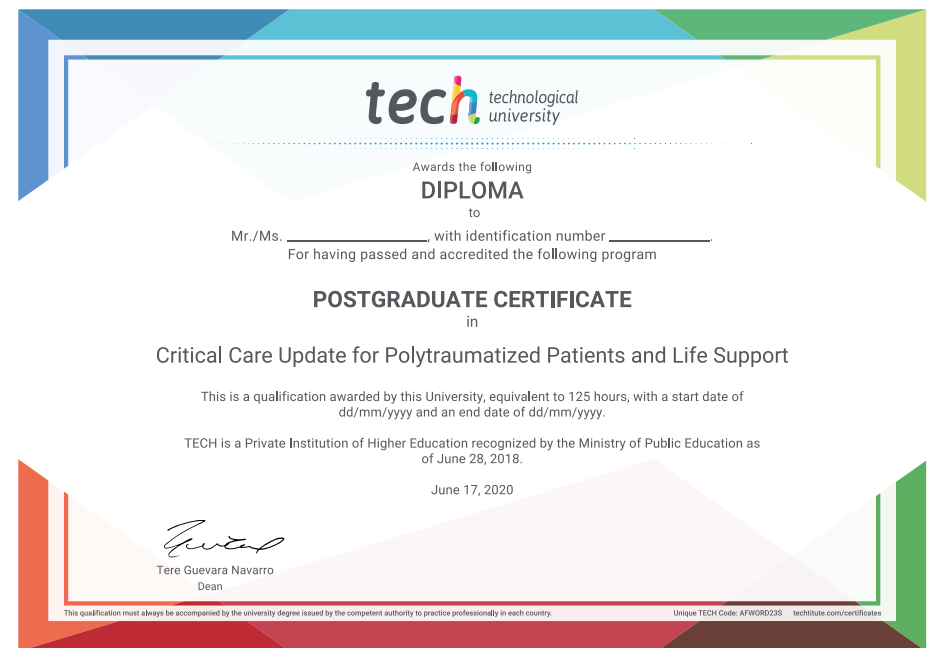 tech technological
university
Awards the following
DIPLOMA
to
Mr./Ms. ____________________, with identification number ______________.
For having passed and accredited the following program
POSTGRADUATE CERTIFICATE
in
Critical Care Update for Polytraumatized Patients and Life Support
This is a qualification awarded by this University, equivalent to 125 hours, with a start date of
dd/mm/yyyy and an end date of dd/mm/yyyy.
TECH is a Private Institution of Higher Education recognized by the Ministry of Public Education as
of June 28, 2018.
June 17, 2020
Tere Guevara Navarro
Dean
This qualification must always be accompanied by the university degree issued by the competent authority to practice professionally in each country.
Unique TECH Code: AFWORD23S techtitute.com/certificates